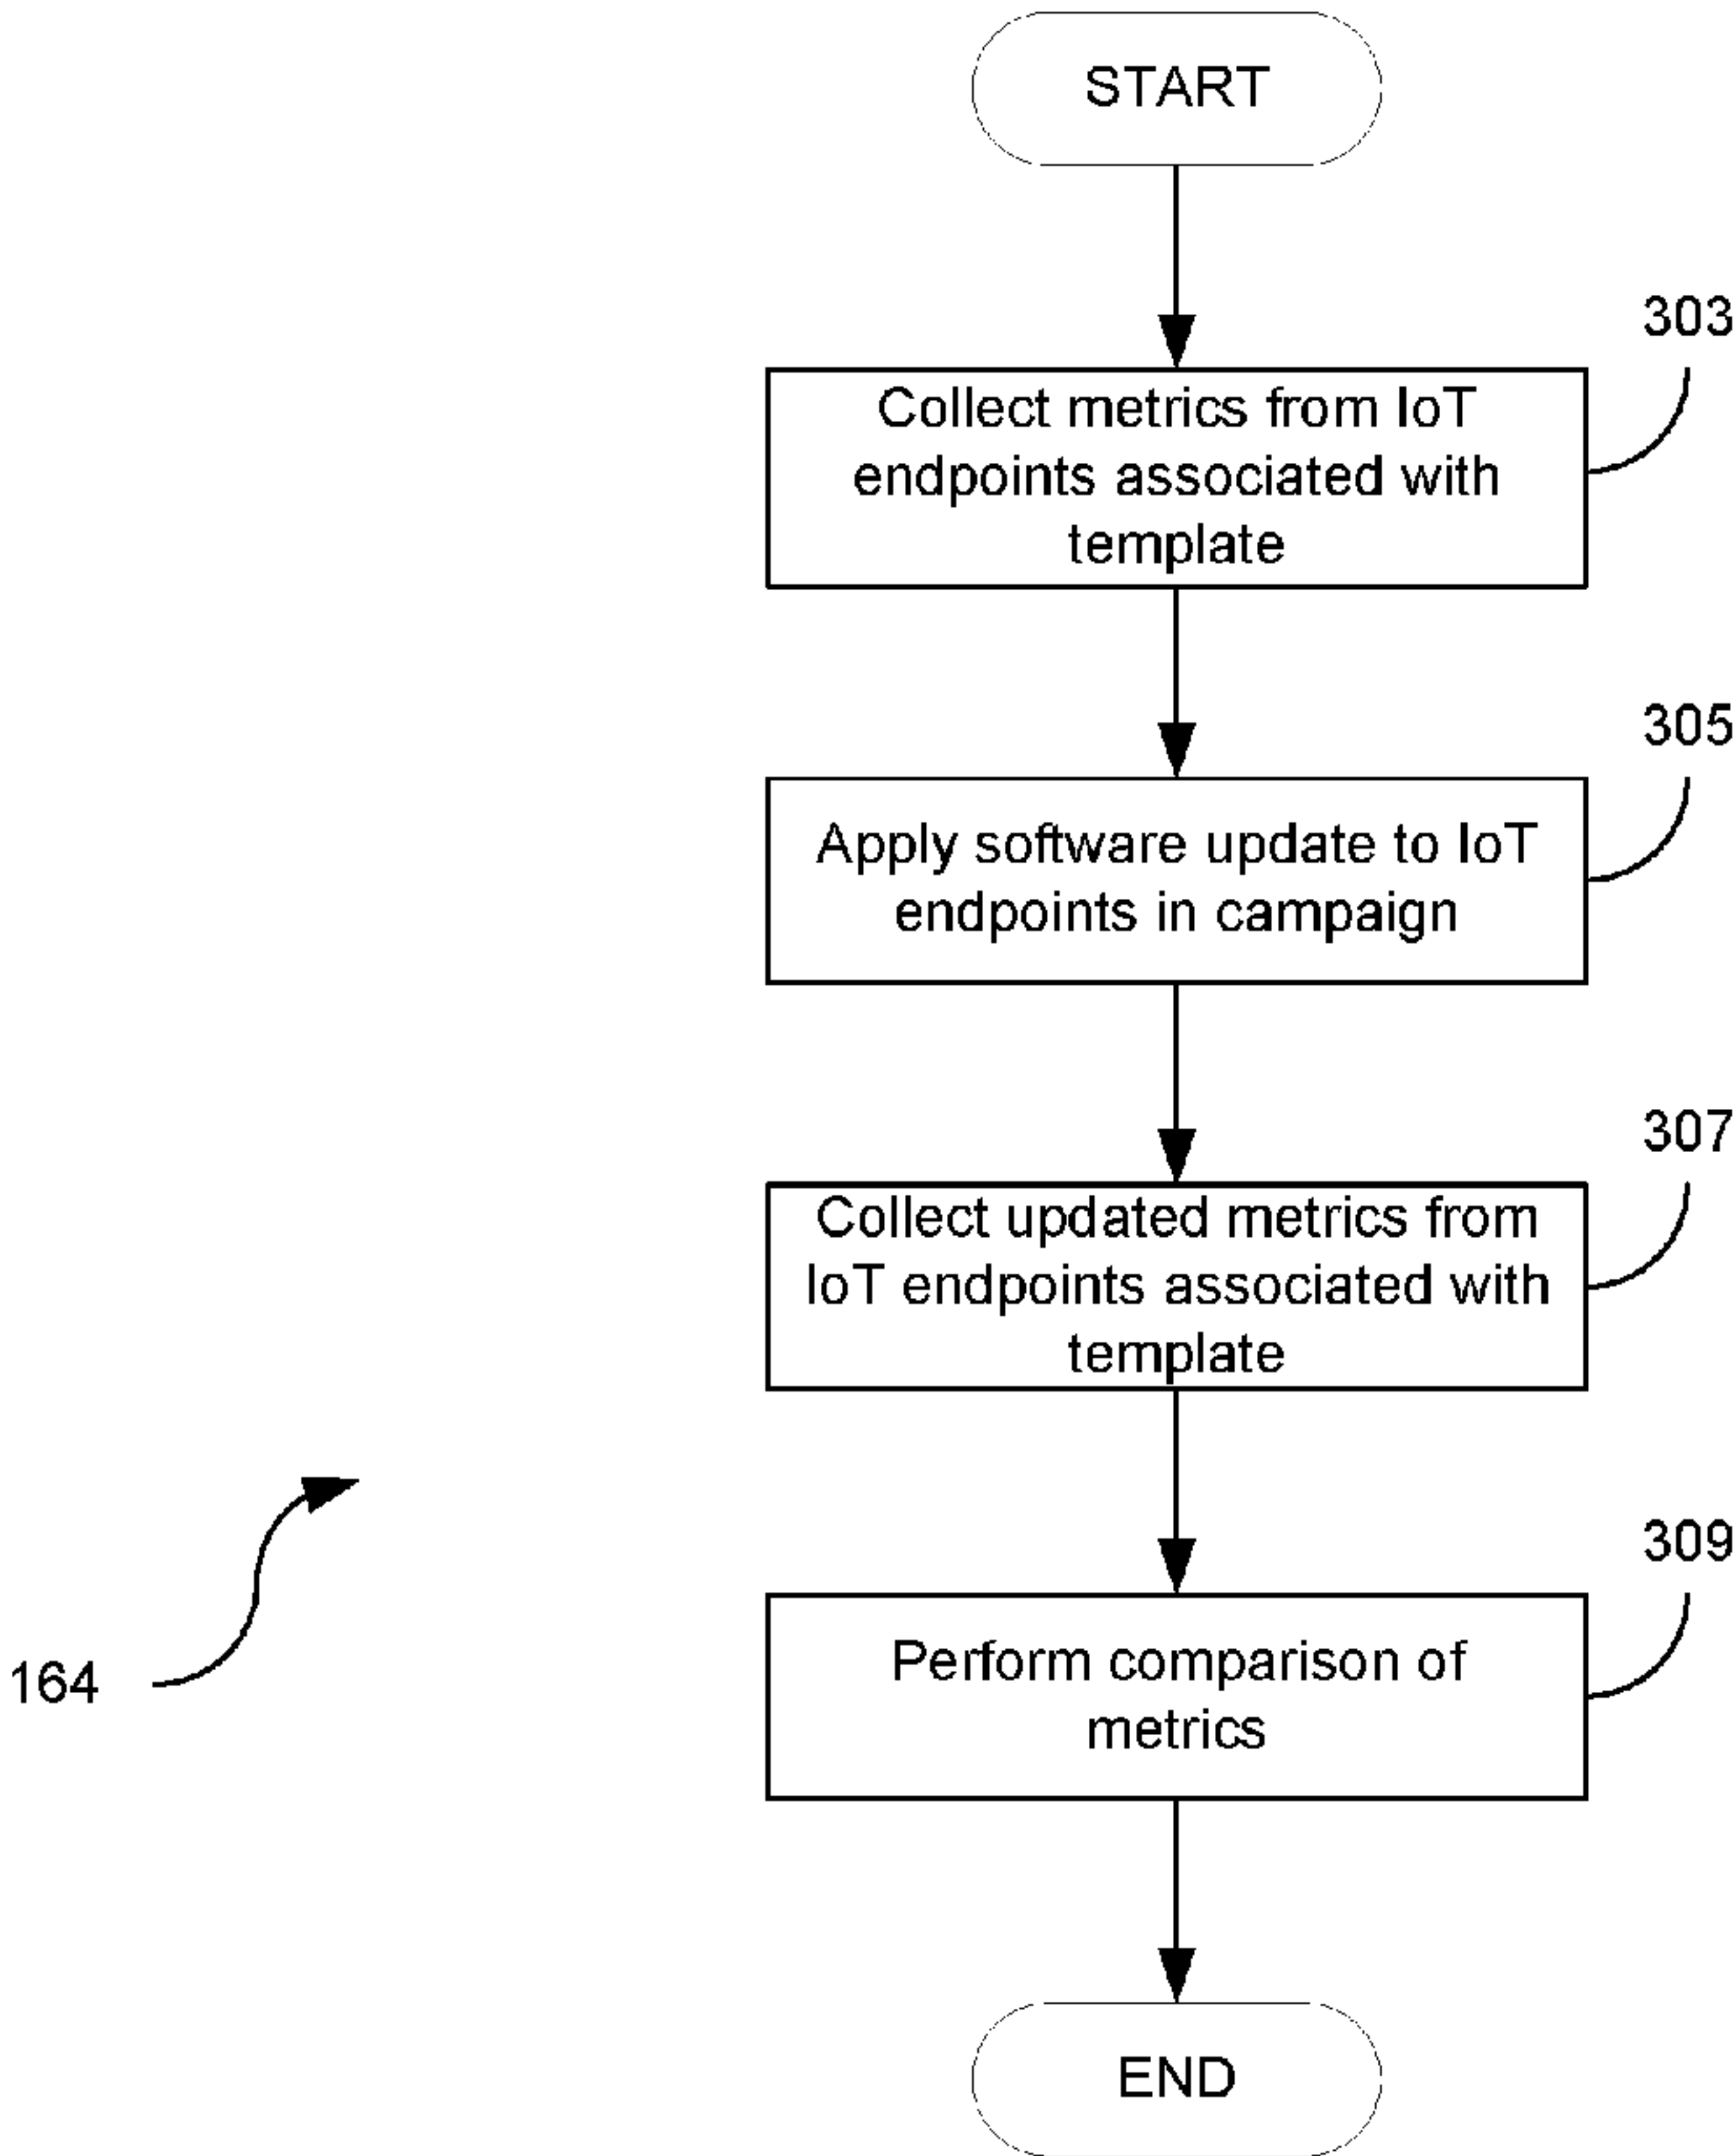 START
303
Collect metrics from IoT
endpoints associated with
template
305
Apply software update to IoT
endpoints in campaign
307
Collect updated metrics from
IoT endpoints associated with
template
309
Perform comparison of
metrics
164
END